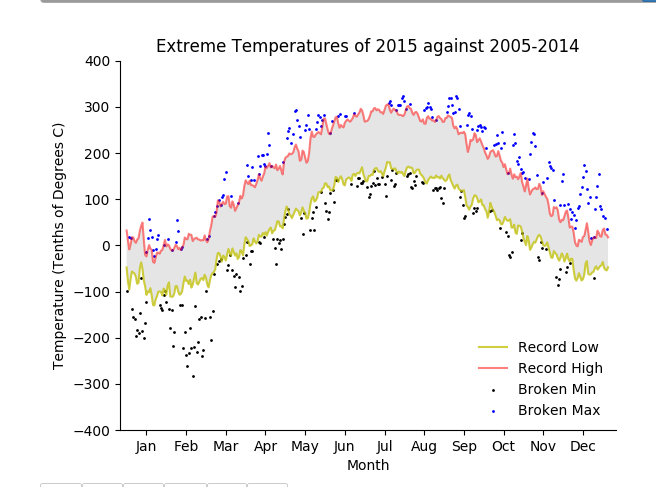 Extreme Temperatures of 2015 against 2005-2014
Temperature (Tenths of Degrees C)
400
300
200
100
0
−100
−200
−300
−400
Record Low
Record High
Broken Min
Broken Max
Jan Feb Mar Apr May Jun Jul Aug Sep Oct Nov Dec
Month